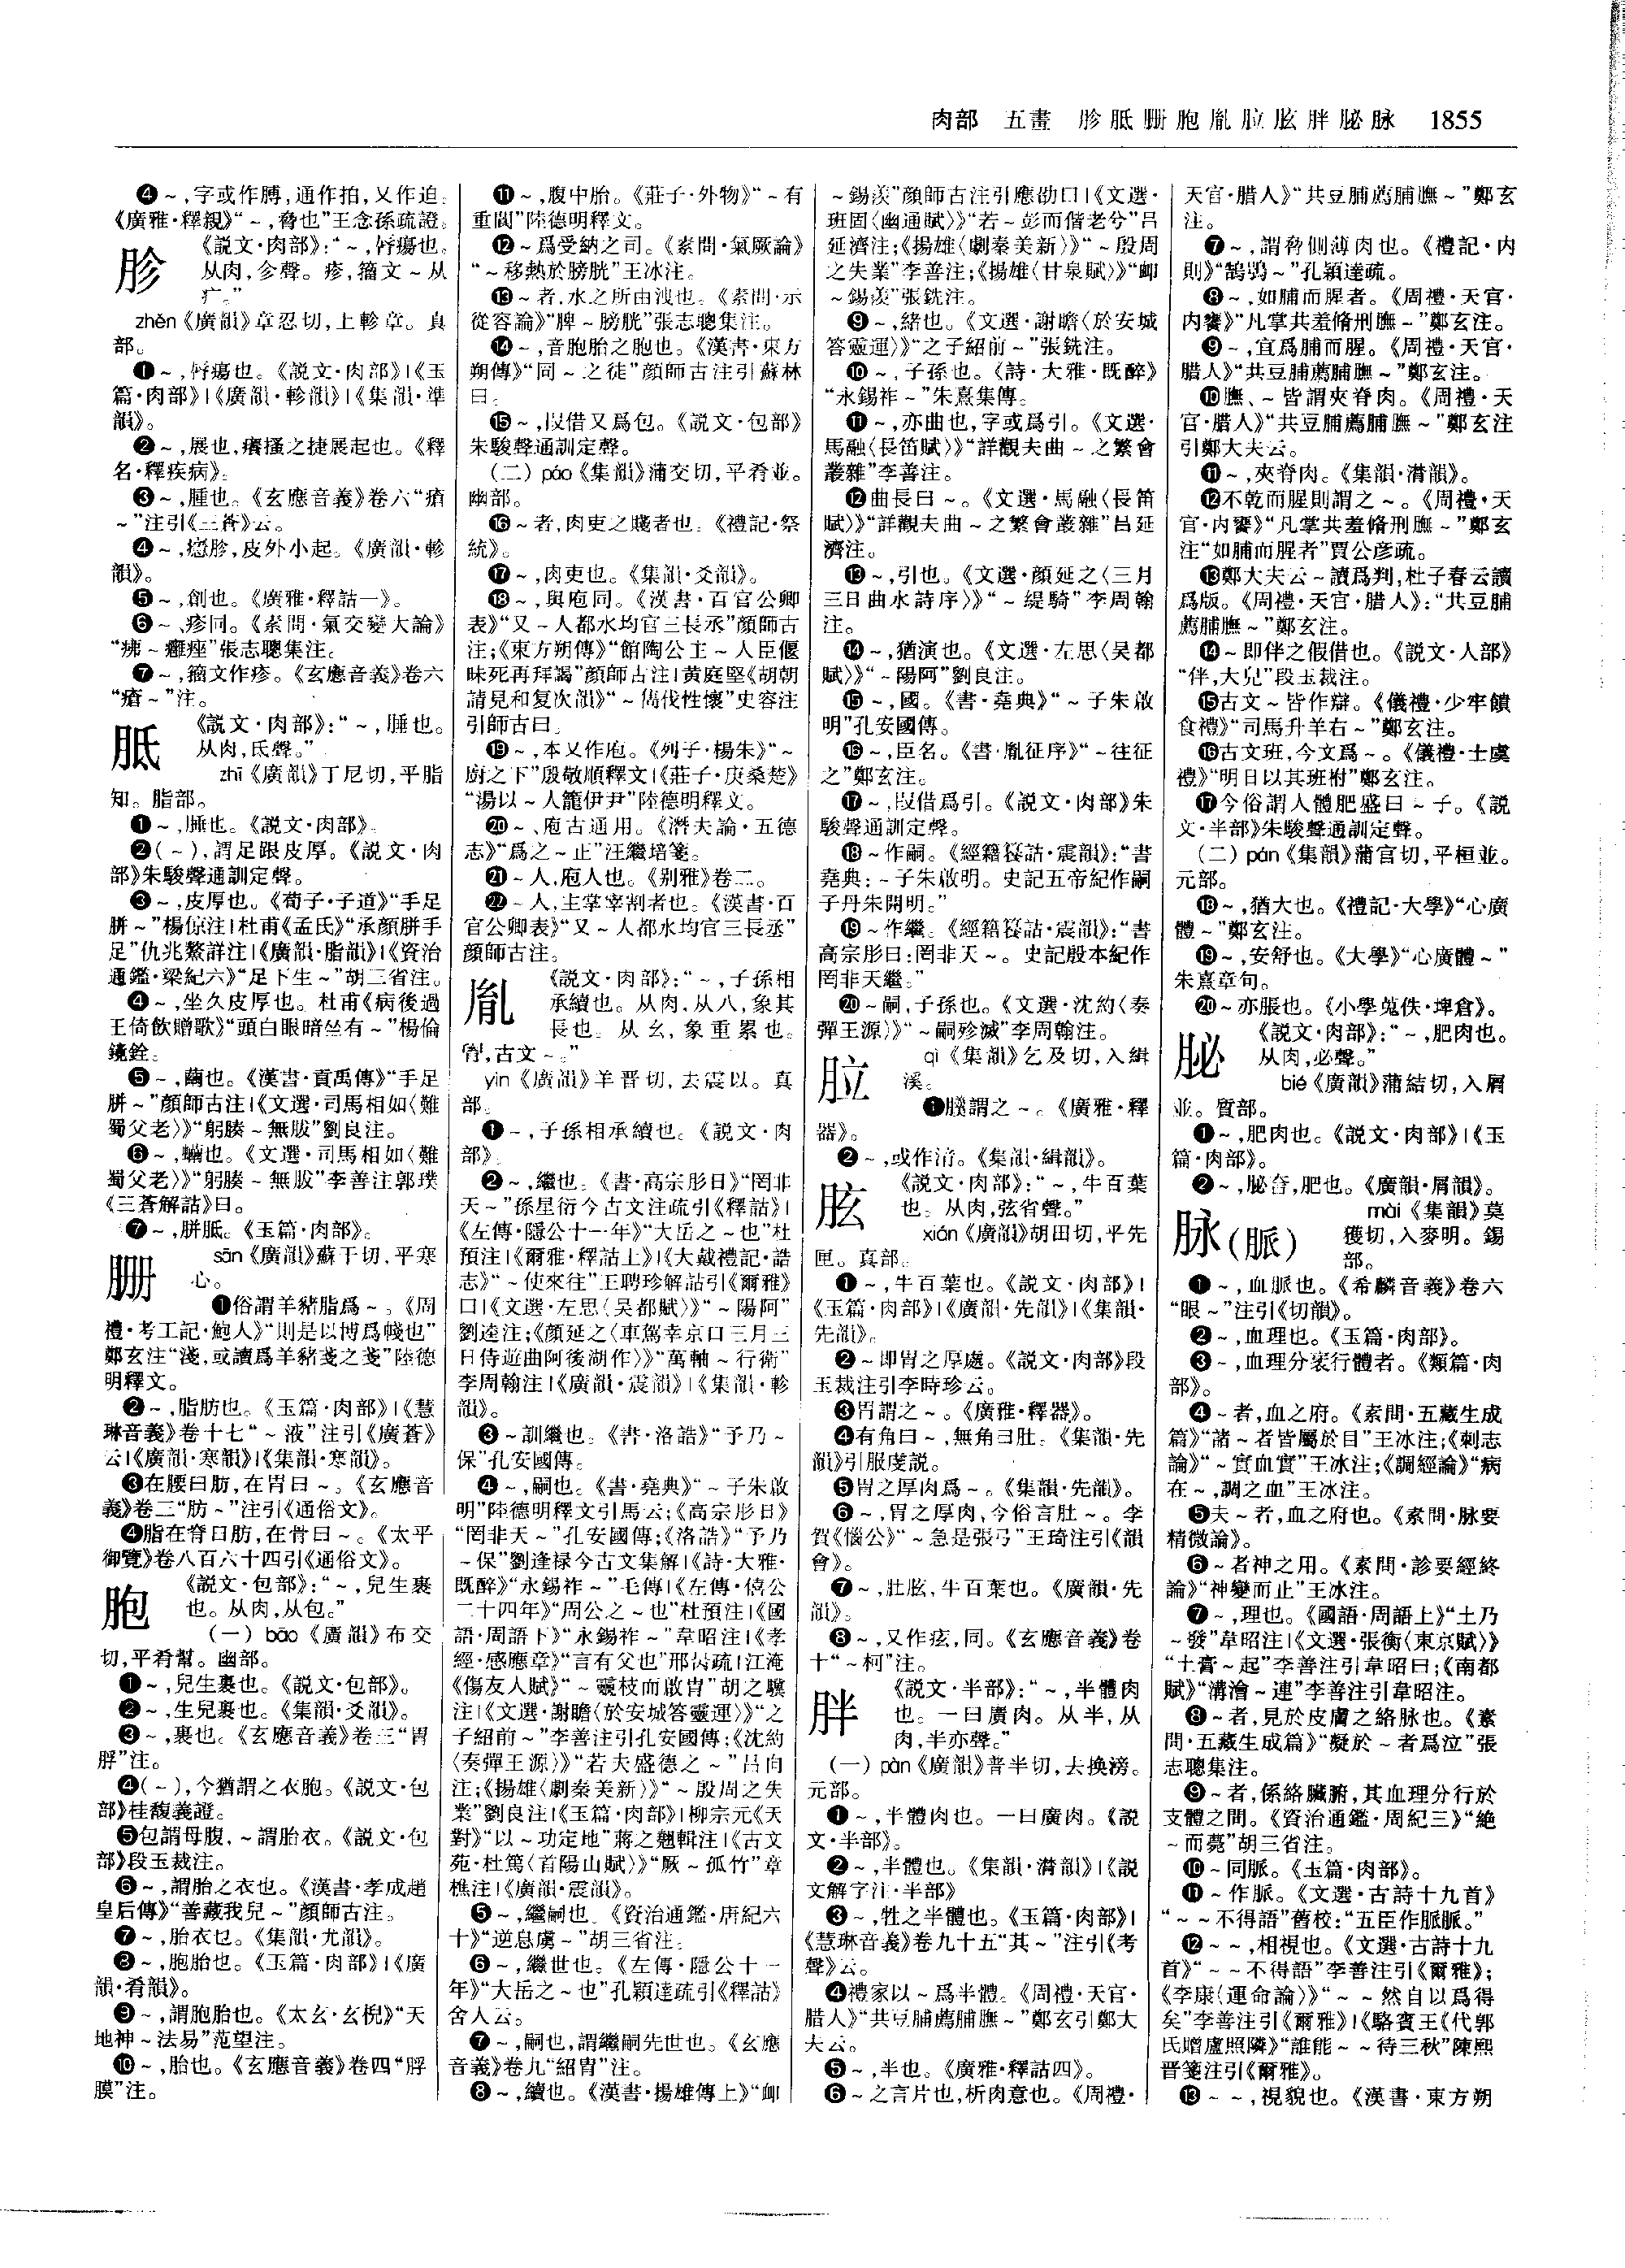 肉部 五畫 胗胝䏝胞胤䏠胘胖胇脉 1855
❹～,字或作膊,通作拍,又作迫。
《廣雅·釋親》“～,脅也”王念孫疏證。
胗
《説文·肉部》:“～,脣瘍也。
从肉,㐱聲。疹,籀文～从
疒。”
zhěn《廣韻》章忍切,上軫章。真
部。
❶～,脣瘍也。《説文·肉部》|《玉
篇·肉部》|《廣韻·軫韻》|《集韻·準
韻》。
❷～,展也,癢搔之捷展起也。《釋
名·釋疾病》。
❸～,腫也。《玄應音義》卷六“㾦
～”注引《三蒼》云。
❹～,癮胗,皮外小起。《廣韻·軫
韻》。
❺～,創也。《廣雅·釋詁一》。
❻～、疹同。《素問·氣交變大論》
“疿～癰痤”張志聰集注。
❼～,籀文作疹。《玄應音義》卷六
“㾦～”注。
胝
《説文·肉部》:“～,腄也。
从肉,氐聲。”
zhī《廣韻》丁尼切,平脂
知。脂部。
❶～,腄也。《説文·肉部》。
❷(～),謂足跟皮厚。《説文·肉
部》朱駿聲通訓定聲。
❸～,皮厚也。《荀子·子道》“手足
胼～”楊倞注|杜甫《孟氏》“承顔胼手
足”仇兆鰲詳注|《廣韻·脂韻》|《資治
通鑑·梁紀六》“足下生～”胡三省注。
❹～,坐久皮厚也。杜甫《病後過
王倚飲贈歌》“頭白眼暗坐有～”楊倫
鏡銓。
❺～,繭也。《漢書·貢禹傳》“手足
胼～”顔師古注|《文選·司馬相如〈難
蜀父老〉》“躬腠～無胈”劉良注。
❻～,䠤也。《文選·司馬相如〈難
蜀父老〉》“躬腠～無胈”李善注郭璞
《三蒼解詁》曰。
❼～,胼胝。《玉篇·肉部》。
䏝
sān《廣韻》蘇干切,平寒
心。
❶俗謂羊豬脂爲～。《周
禮·考工記·鮑人》“則是以博爲帴也”
鄭玄注“淺,或讀爲羊豬戔之戔”陸德
明釋文。
❷～,脂肪也。《玉篇·肉部》|《慧
琳音義》卷十七“～液”注引《廣蒼》
云|《廣韻·寒韻》|《集韻·寒韻》。
❸在腰曰肪,在胃曰～。《玄應音
義》卷二“肪～”注引《通俗文》。
❹脂在脊曰肪,在骨曰～。《太平
御覽》卷八百六十四引《通俗文》。
胞
《説文·包部》:“～,兒生裹
也。从肉,从包。”
(一) bāo《廣韻》布交
切,平肴幫。幽部。
❶～,兒生裹也。《説文·包部》。
❷～,生兒裹也。《集韻·爻韻》。
❸～,裹也。《玄應音義》卷三“胃
脬”注。
❹(～),今猶謂之衣胞。《説文·包
部》桂馥義證。
❺包謂母腹,～謂胎衣。《説文·包
部》段玉裁注。
❻～,謂胎之衣也。《漢書·孝成趙
皇后傳》“善藏我兒～”顔師古注。
❼～,胎衣也。《集韻·尤韻》。
❽～,胞胎也。《玉篇·肉部》|《廣
韻·肴韻》。
❾～,謂胞胎也。《太玄·玄棿》“天
地神～法易”范望注。
❿～,胎也。《玄應音義》卷四“脬
膜”注。
⓫～,腹中胎。《莊子·外物》“～有
重閬”陸德明釋文。
⓬～爲受納之司。《素問·氣厥論》
“～移熱於膀胱”王冰注。
⓭～者,水之所由洩也。《素問·示
從容論》“脾～膀胱”張志聰集注。
⓮～,音胞胎之胞也。《漢書·東方
朔傳》“同～之徒”顔師古注引蘇林
曰。
⓯～,叚借又爲包。《説文·包部》
朱駿聲通訓定聲。
(二) páo《集韻》蒲交切,平肴並。
幽部。
⓰～者,肉吏之賤者也。《禮記·祭
統》。
⓱～,肉吏也。《集韻·爻韻》。
⓲～,與庖同。《漢書·百官公卿
表》“又～人都水均官三長丞”顔師古
注;《東方朔傳》“館陶公主～人臣偃
昧死再拜謁”顔師古注|黄庭堅《胡朝
請見和复次韻》“～傿伐性懷”史容注
引師古曰。
⓳～,本又作庖。《列子·楊朱》“～
廚之下”殷敬順釋文|《莊子·庚桑楚》
“湯以～人籠伊尹”陸德明釋文。
⓴～、庖古通用。《潛夫論·五德
志》“爲之～正”汪繼培箋。
㉑～人,庖人也。《别雅》卷二。
㉒～人,主掌宰割者也。《漢書·百
官公卿表》“又～人都水均官三長丞”
顔師古注。
胤
《説文·肉部》:“～,子孫相
承續也。从肉,从八,象其
長也。从幺,象重累也。
䘕,古文～。”
yìn《廣韻》羊晋切,去震以。真
部。
❶～,子孫相承續也。《説文·肉
部》。
❷～,繼也。《書·高宗肜日》“罔非
天～”孫星衍今古文注疏引《釋詁》|
《左傳·隱公十一年》“大岳之～也”杜
預注|《爾雅·釋詁上》|《大戴禮記·誥
志》“～使來往”王聘珍解詁引《爾雅》
曰|《文選·左思〈吴都賦〉》“～陽阿”
劉逵注;《顔延之〈車駕幸京口三月三
日侍遊曲阿後湖作〉》“萬軸～行衛”
李周翰注|《廣韻·震韻》|《集韻·軫
韻》。
❸～訓繼也。《書·洛誥》“予乃～
保”孔安國傳。
❹～,嗣也。《書·堯典》“～子朱啟
明”陸德明釋文引馬云;《高宗肜日》
“罔非天～”孔安國傳;《洛誥》“予乃
～保”劉逢禄今古文集解|《詩·大雅·
既醉》“永錫祚～”毛傳|《左傳·僖公
二十四年》“周公之～也”杜預注|《國
語·周語下》“永錫祚～”韋昭注|《孝
經·感應章》“言有父也”邢昺疏|江淹
《傷友人賦》“～靈枝而啟胄”胡之驥
注|《文選·謝瞻〈於安城答靈運〉》“之
子紹前～”李善注引孔安國傳;《沈約
〈奏彈王源〉》“若夫盛德之～”吕向
注;《揚雄〈劇秦美新〉》“～殷周之失
業”劉良注|《玉篇·肉部》|柳宗元《天
對》“以～功定地”蔣之翹輯注|《古文
苑·杜篤〈首陽山賦〉》“厥～孤竹”章
樵注|《廣韻·震韻》。
❺～,繼嗣也。《資治通鑑·唐紀六
十》“逆息虜～”胡三省注。
❻～,繼世也。《左傳·隱公十一
年》“大岳之～也”孔穎達疏引《釋詁》
舍人云。
❼～,嗣也,謂繼嗣先世也。《玄應
音義》卷九“紹胄”注。
❽～,續也。《漢書·揚雄傳上》“卹
～錫羨”顔師古注引應劭曰|《文選·
班固〈幽通賦〉》“若～彭而偕老兮”吕
延濟注;《揚雄〈劇秦美新〉》“～殷周
之失業”李善注;《揚雄〈甘泉賦〉》“卹
～錫羨”張銑注。
❾～,緒也。《文選·謝瞻〈於安城
答靈運〉》“之子紹前～”張銑注。
❿～,子孫也。《詩·大雅·既醉》
“永錫祚～”朱熹集傳。
⓫～,亦曲也,字或爲引。《文選·
馬融〈長笛賦〉》“詳觀夫曲～之繁會
叢雜”李善注。
⓬曲長曰～。《文選·馬融〈長笛
賦〉》“詳觀夫曲～之繁會叢雜”吕延
濟注。
⓭～,引也。《文選·顔延之〈三月
三日曲水詩序〉》“～緹騎”李周翰
注。
⓮～,猶演也。《文選·左思〈吴都
賦〉》“～陽阿”劉良注。
⓯～,國。《書·堯典》“～子朱啟
明”孔安國傳。
⓰～,臣名。《書·胤征序》“～往征
之”鄭玄注。
⓱～,叚借爲引。《説文·肉部》朱
駿聲通訓定聲。
⓲～作嗣。《經籍籑詁·震韻》:“書
堯典:～子朱啟明。史記五帝紀作嗣
子丹朱開明。”
⓳～作繼。《經籍籑詁·震韻》:“書
高宗肜日:罔非天～。史記殷本紀作
罔非天繼。”
⓴～嗣,子孫也。《文選·沈約〈奏
彈王源〉》“～嗣殄滅”李周翰注。
䏠
qì《集韻》乞及切,入緝
溪。
❶膎謂之～。《廣雅·釋
器》。
❷～,或作湆。《集韻·緝韻》。
胘
《説文·肉部》:“～,牛百葉
也。从肉,弦省聲。”
xián《廣韻》胡田切,平先
匣。真部。
❶～,牛百葉也。《説文·肉部》|
《玉篇·肉部》|《廣韻·先韻》|《集韻·
先韻》。
❷～即胃之厚處。《説文·肉部》段
玉裁注引李時珍云。
❸胃謂之～。《廣雅·釋器》。
❹有角曰～,無角曰肚。《集韻·先
韻》引服虔説。
❺胃之厚肉爲～。《集韻·先韻》。
❻～,胃之厚肉,今俗言肚～。李
賀《惱公》“～急是張弓”王琦注引《韻
會》。
❼～,肚胘,牛百葉也。《廣韻·先
韻》。
❽～,又作痃,同。《玄應音義》卷
十“～柯”注。
胖
《説文·半部》:“～,半體肉
也。一曰廣肉。从半,从
肉,半亦聲。”
(一) pàn《廣韻》普半切,去换滂。
元部。
❶～,半體肉也。一曰廣肉。《説
文·半部》。
❷～,半體也。《集韻·濳韻》|《説
文解字注·半部》
❸～,牲之半體也。《玉篇·肉部》|
《慧琳音義》卷九十五“其～”注引《考
聲》云。
❹禮家以～爲半體。《周禮·天官·
腊人》“共豆脯薦脯膴～”鄭玄引鄭大
夫云。
❺～,半也。《廣雅·釋詁四》。
❻～之言片也,析肉意也。《周禮·
天官·腊人》“共豆脯薦脯膴～”鄭玄
注。
❼～,謂脅側薄肉也。《禮記·内
則》“鵠鴞～”孔穎達疏。
❽～,如脯而腥者。《周禮·天官·
内饔》“凡掌共羞脩刑膴～”鄭玄注。
❾～,宜爲脯而腥。《周禮·天官·
腊人》“共豆脯薦脯膴～”鄭玄注。
❿膴、～皆謂夾脊肉。《周禮·天
官·腊人》“共豆脯薦脯膴～”鄭玄注
引鄭大夫云。
⓫～,夾脊肉。《集韻·濳韻》。
⓬不乾而腥則謂之～。《周禮·天
官·内饔》“凡掌共羞脩刑膴～”鄭玄
注“如脯而腥者”賈公彦疏。
⓭鄭大夫云～讀爲判,杜子春云讀
爲版。《周禮·天官·腊人》:“共豆脯
薦脯膴～”鄭玄注。
⓮～即伴之假借也。《説文·人部》
“伴,大皃”段玉裁注。
⓯古文～皆作辯。《儀禮·少牢饋
食禮》“司馬升羊右～”鄭玄注。
⓰古文班,今文爲～。《儀禮·士虞
禮》“明日以其班祔”鄭玄注。
⓱今俗謂人體肥盛曰～子。《説
文·半部》朱駿聲通訓定聲。
(二) pán《集韻》蒲官切,平桓並。
元部。
⓲～,猶大也。《禮記·大學》“心廣
體～”鄭玄注。
⓳～,安舒也。《大學》“心廣體～”
朱熹章句。
⓴～亦脹也。《小學蒐佚·埤倉》。
胇
《説文·肉部》:“～,肥肉也。
从肉,必聲。”
bié《廣韻》蒲結切,入屑
並。質部。
❶～,肥肉也。《説文·肉部》|《玉
篇·肉部》。
❷～,胇㚜,肥也。《廣韻·屑韻》。
脉(脈)
mài《集韻》莫
獲切,入麥明。錫
部。
❶～,血脈也。《希麟音義》卷六
“眼～”注引《切韻》。
❷～,血理也。《玉篇·肉部》。
❸～,血理分衺行體者。《類篇·肉
部》。
❹～者,血之府。《素問·五藏生成
篇》“諸～者皆屬於目”王冰注;《刺志
論》“～實血實”王冰注;《調經論》“病
在～,調之血”王冰注。
❺夫～者,血之府也。《素問·脉要
精微論》。
❻～者神之用。《素問·診要經終
論》“神變而止”王冰注。
❼～,理也。《國語·周語上》“土乃
～發”韋昭注|《文選·張衡〈東京賦〉》
“土膏～起”李善注引韋昭曰;《南都
賦》“溝澮～連”李善注引韋昭注。
❽～者,見於皮膚之絡脉也。《素
問·五藏生成篇》“凝於～者爲泣”張
志聰集注。
❾～者,係絡臟腑,其血理分行於
支體之間。《資治通鑑·周紀三》“絶
～而薨”胡三省注。
❿～同脈。《玉篇·肉部》。
⓫～作脈。《文選·古詩十九首》
“～～不得語”舊校:“五臣作脈脈。”
⓬～～,相視也。《文選·古詩十九
首》“～～不得語”李善注引《爾雅》;
《李康〈運命論〉》“～～然自以爲得
矣”李善注引《爾雅》|《駱賓王《代郭
氏贈盧照隣》“誰能～～待三秋”陳熙
晉箋注引《爾雅》。
⓭～～,視貌也。《漢書·東方朔